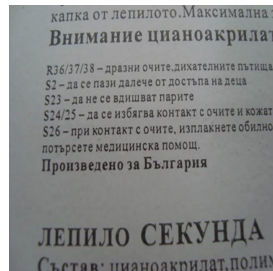 капка от лепилото.Максимална
Внимание цианоакрилат
R36/37/38 – дразни очите,дихателните пътища
S2 – да се пази далече от достъпа на деца
S23 – да не се вдишват парите
S24/25 – да се избягва контакт с очите и кожат
S26 – при контакт с очите, изплакнете обилно
потърсете медицинска помощ.
Произведено за България
ЛЕПИЛО СЕКУНДА
Състав: цианоакрилат,полим